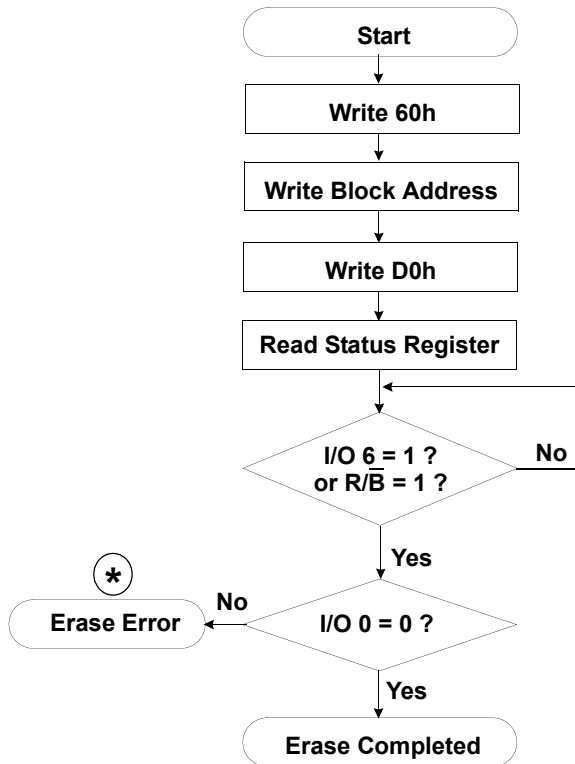 Start
Write 60h
Write Block Address
Write D0h
Read Status Register
I/O 6 = 1 ?
or R/B̅ = 1 ?
No
Yes
*
No
Erase Error
I/O 0 = 0 ?
Yes
Erase Completed